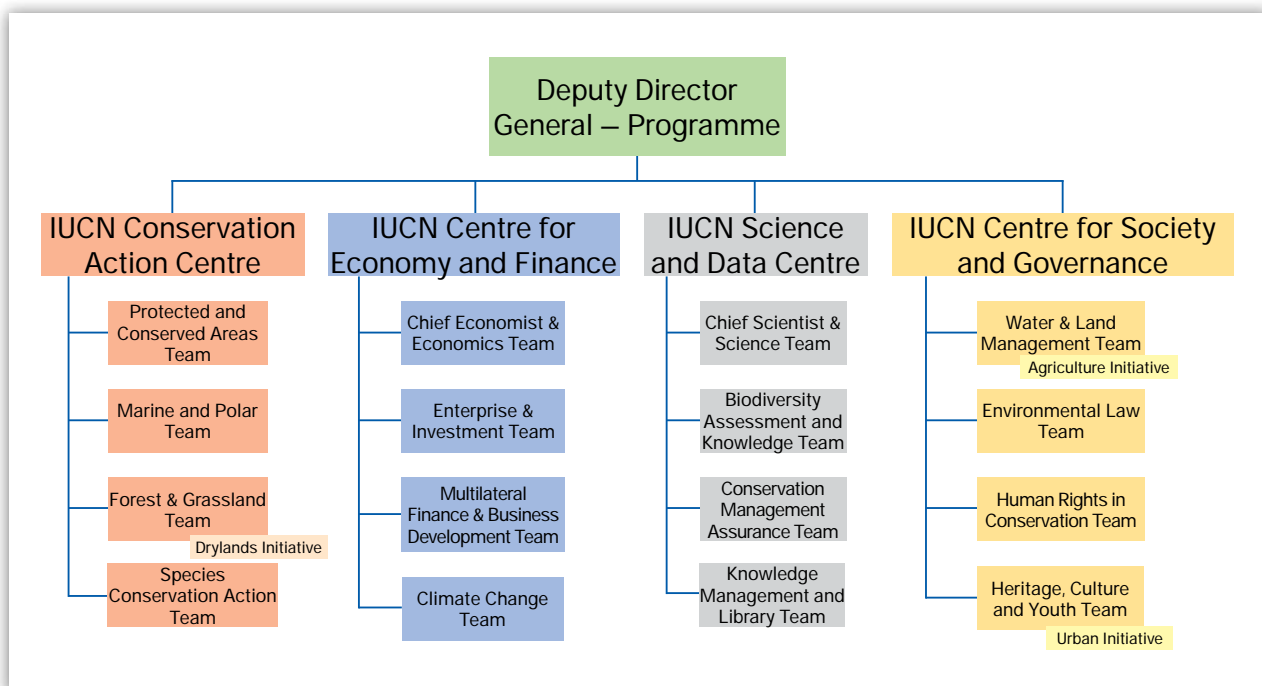 Deputy Director
General – Programme
IUCN Conservation
Action Centre
Protected and
Conserved Areas
Team
Marine and Polar
Team
Forest & Grassland
Team
Drylands Initiative
Species
Conservation Action
Team
IUCN Centre for
Economy and Finance
Chief Economist &
Economics Team
Enterprise &
Investment Team
Multilateral
Finance & Business
Development Team
Climate Change
Team
IUCN Science
and Data Centre
Chief Scientist &
Science Team
Biodiversity
Assessment and
Knowledge Team
Conservation
Management
Assurance Team
Knowledge
Management and
Library Team
IUCN Centre for Society
and Governance
Water & Land
Management Team
Agriculture Initiative
Environmental Law
Team
Human Rights in
Conservation Team
Heritage, Culture
and Youth Team
Urban Initiative